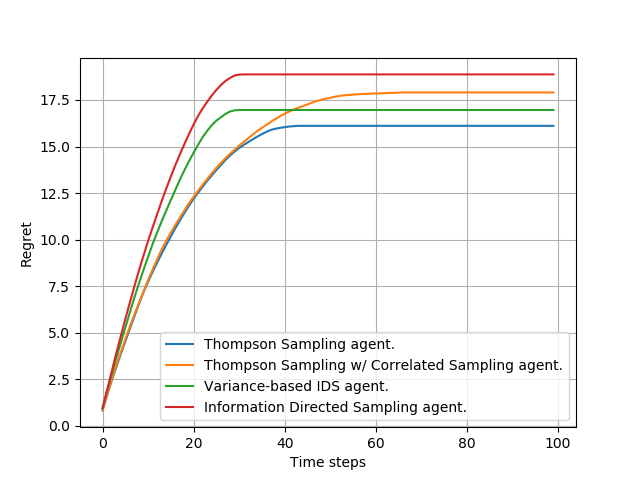 17.5
15.0
12.5
10.0
7.5
5.0
2.5
0.0
Regret
Thompson Sampling agent.
Thompson Sampling w/ Correlated Sampling agent.
Variance-based IDS agent.
Information Directed Sampling agent.
0 20 40 60 80 100
Time steps